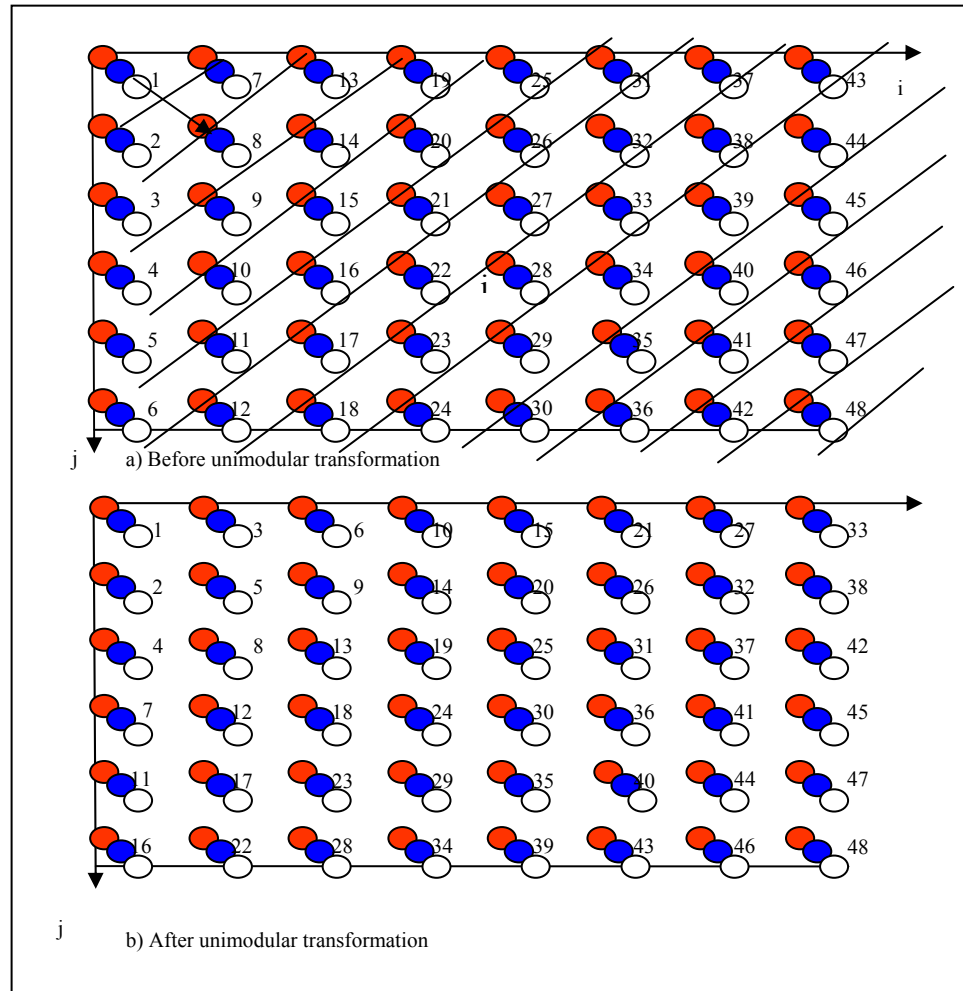 1 7 13 19 25 31 37 43
i
2 8 14 20 26 32 38 44
3 9 15 21 27 33 39 45
4 10 16 22 28 34 40 46
i
5 11 17 23 29 35 41 47
6 12 18 24 30 36 42 48
j a) Before unimodular transformation
1 3 6 10 15 21 27 33
2 5 9 14 20 26 32 38
4 8 13 19 25 31 37 42
7 12 18 24 30 36 41 45
11 17 23 29 35 40 44 47
16 22 28 34 39 43 46 48
j b) After unimodular transformation